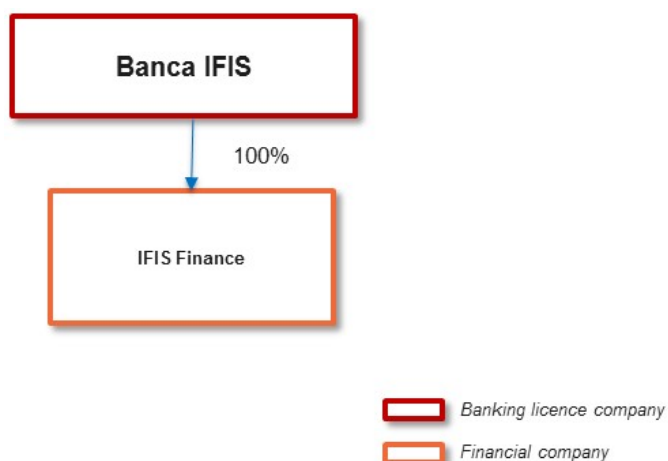 Banca IFIS
100%
IFIS Finance
Banking licence company
Financial company